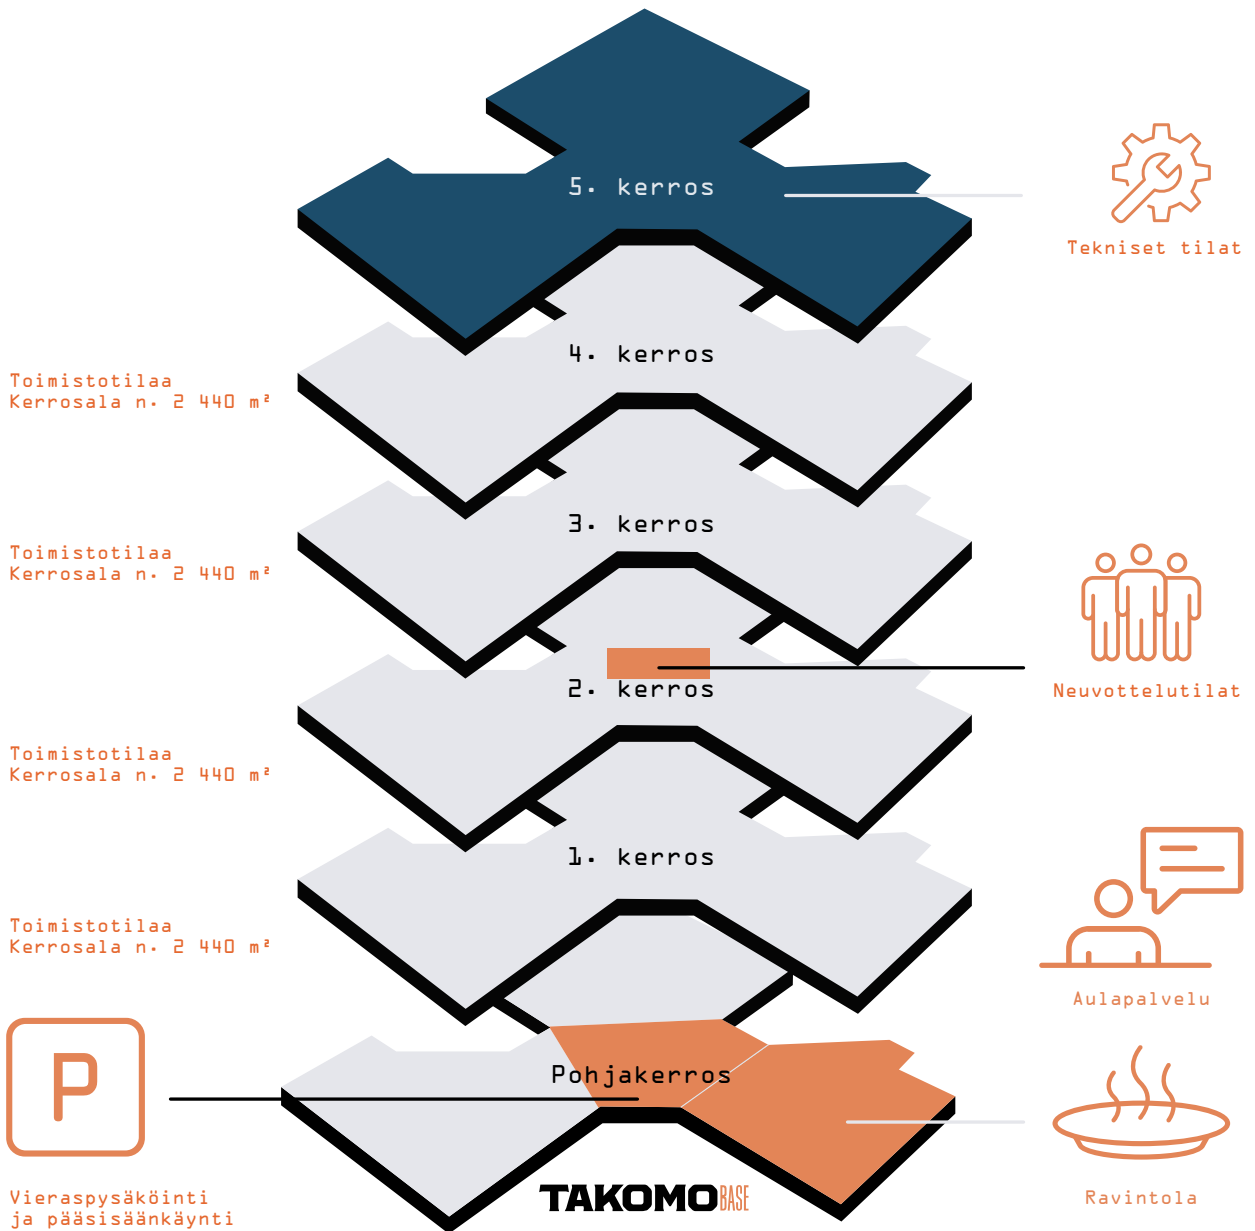 5. kerros
Tekniset tilat
4. kerros
Toimistotilaa
Kerrosala n. 2 440 m²
3. kerros
Toimistotilaa
Kerrosala n. 2 440 m²
2. kerros
Neuvottelutilat
Toimistotilaa
Kerrosala n. 2 440 m²
1. kerros
Toimistotilaa
Kerrosala n. 2 440 m²
Aulapalvelu
P
Pohjakerros
Vieraspysäköinti
ja pääsisäänkäynti
TAKOMO BASE
Ravintola